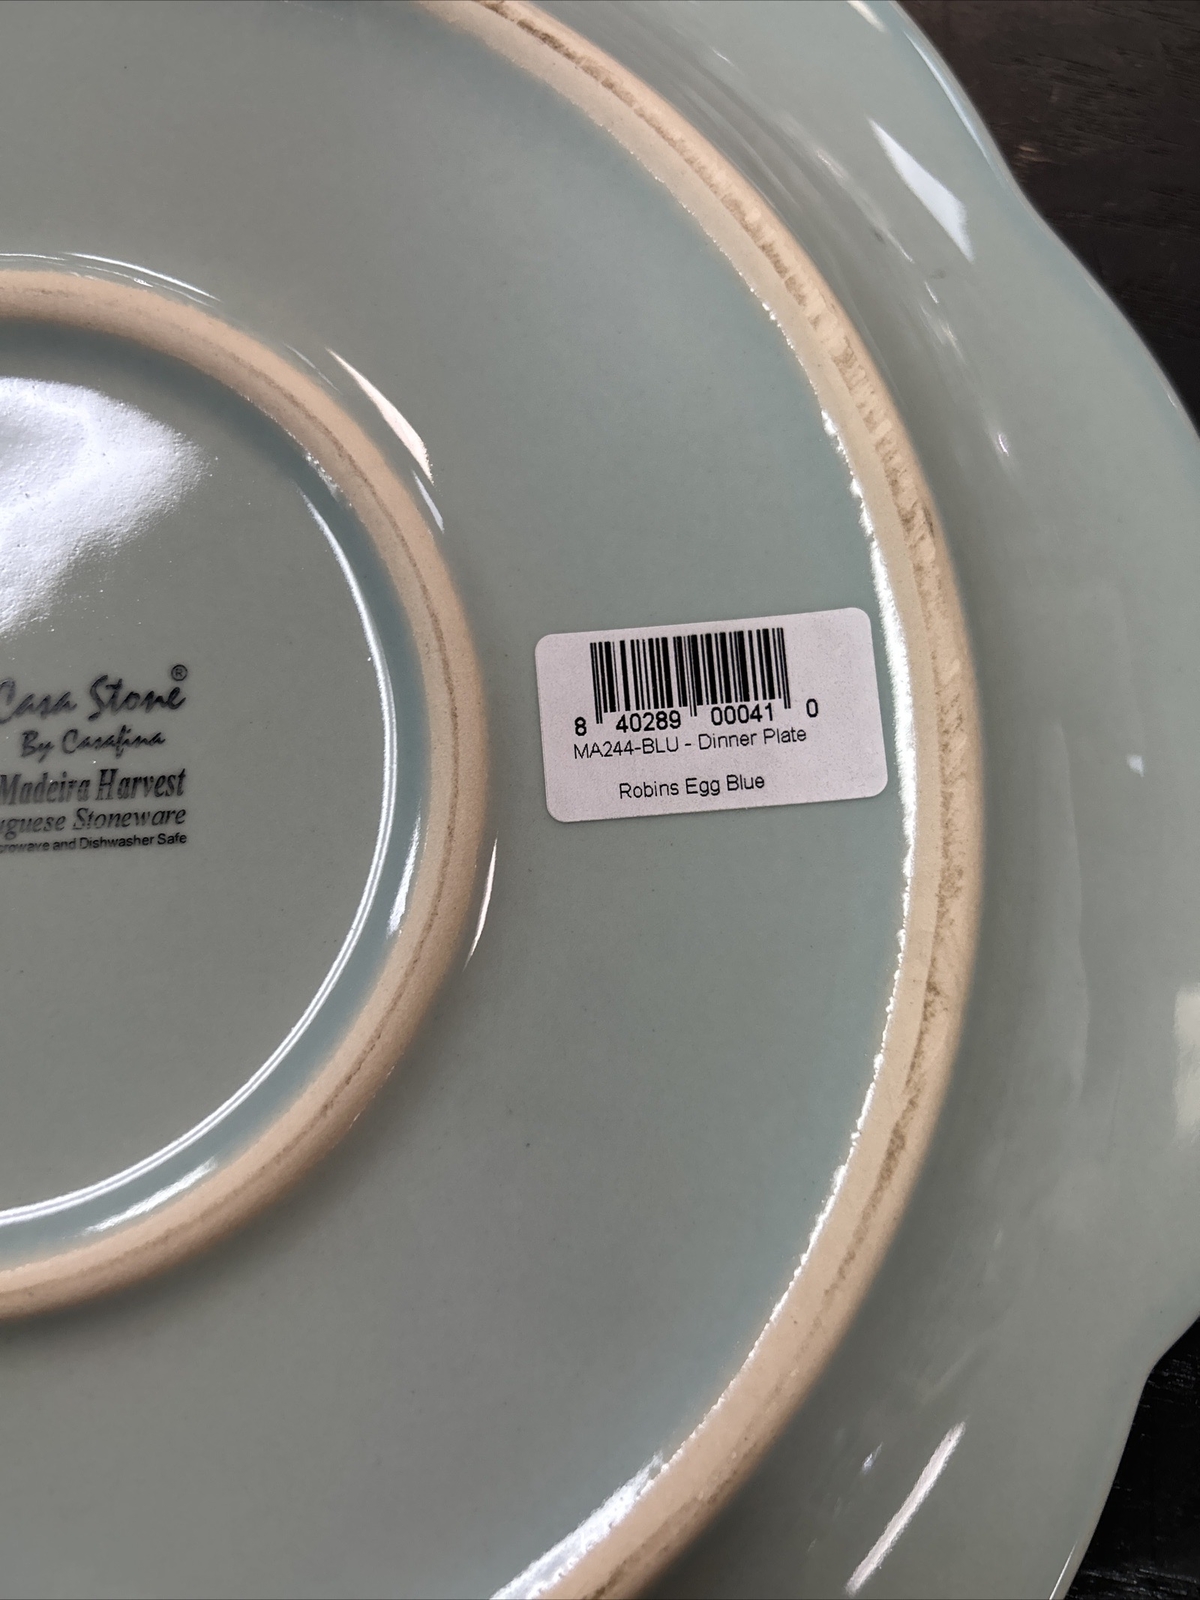 Casa Stone®
By Casafina
Madeira Harvest
uguese Stoneware
crowave and Dishwasher Safe
8 40289 00041 0
MA244-BLU - Dinner Plate
Robins Egg Blue